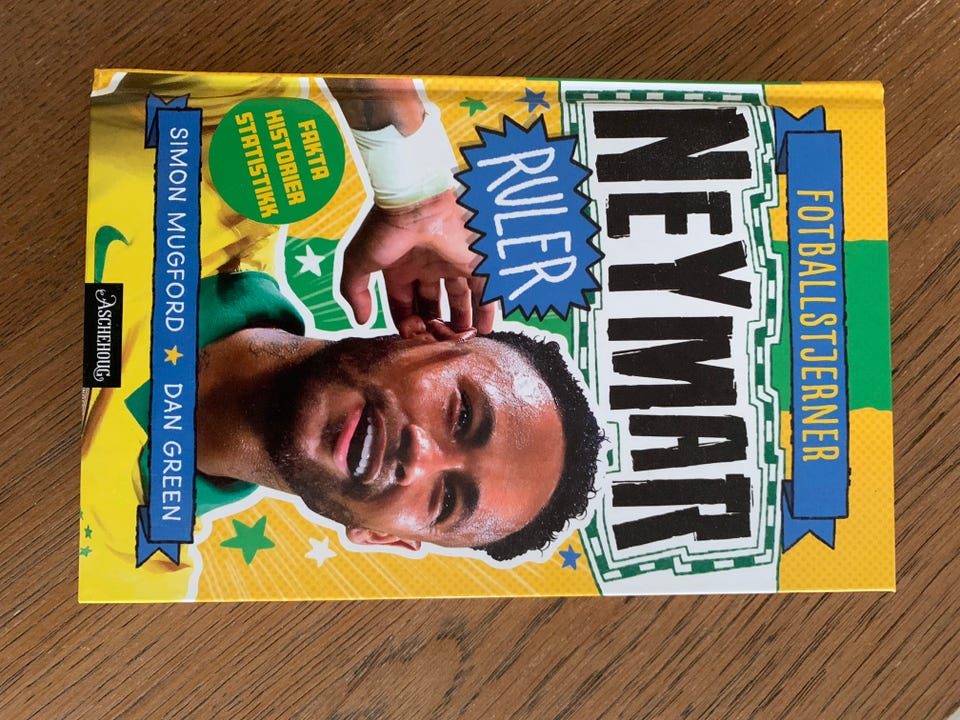 FOTBALLSTJERNER
NEYMAR
RULER
FAKTA
HISTORIER
STATISTIKK
SIMON MUGFORD ★ DAN GREEN
ASCHEHOUG